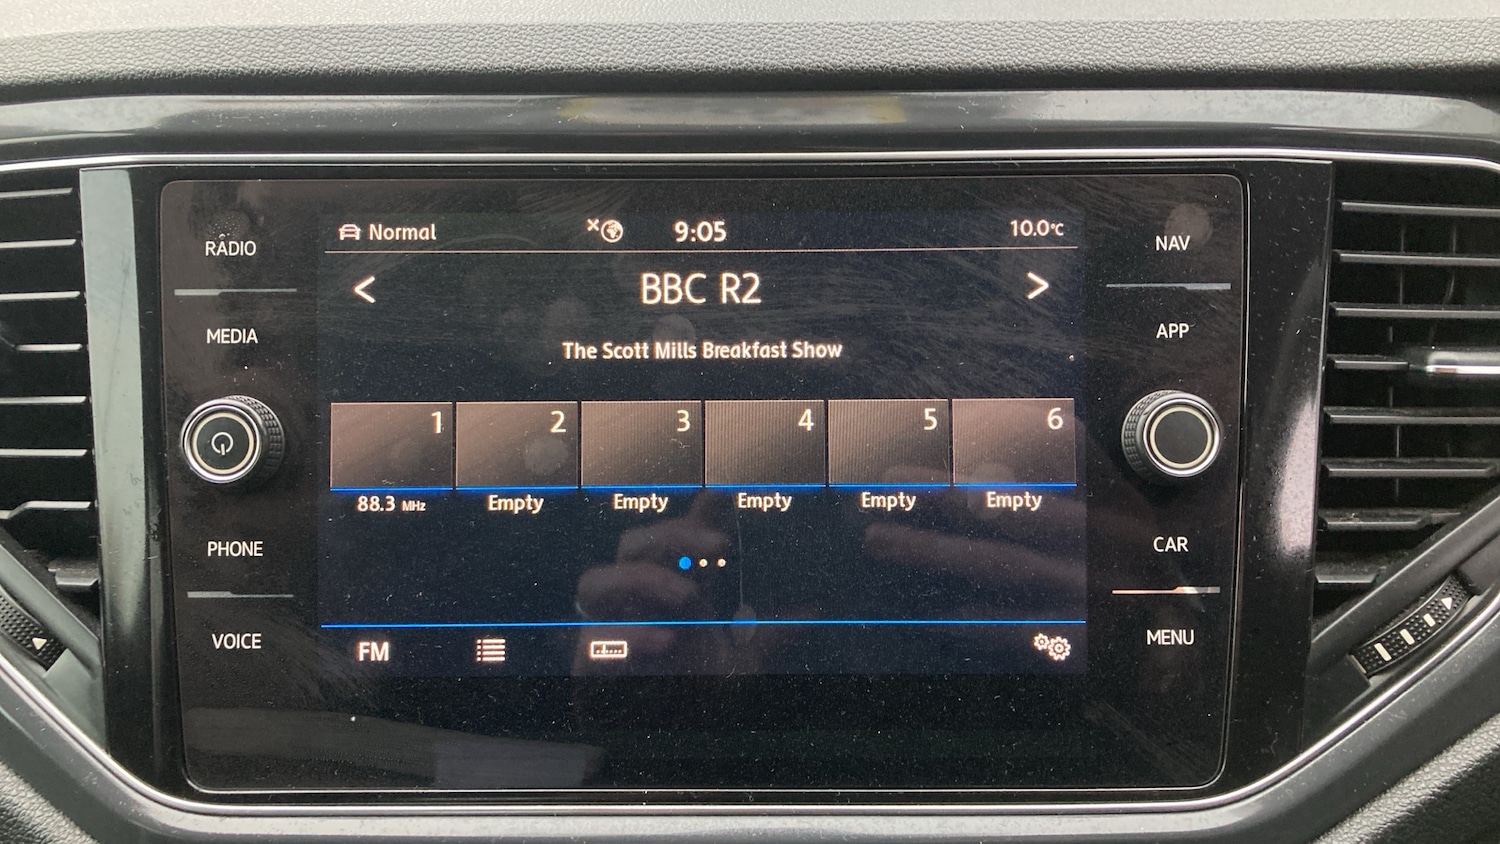 RADIO
MEDIA
PHONE
VOICE
Normal
9:05
10.0°C
< BBC R2 >
The Scott Mills Breakfast Show
1 2 3 4 5 6
88.3 MHz Empty Empty Empty Empty Empty
FM
NAV
APP
CAR
MENU